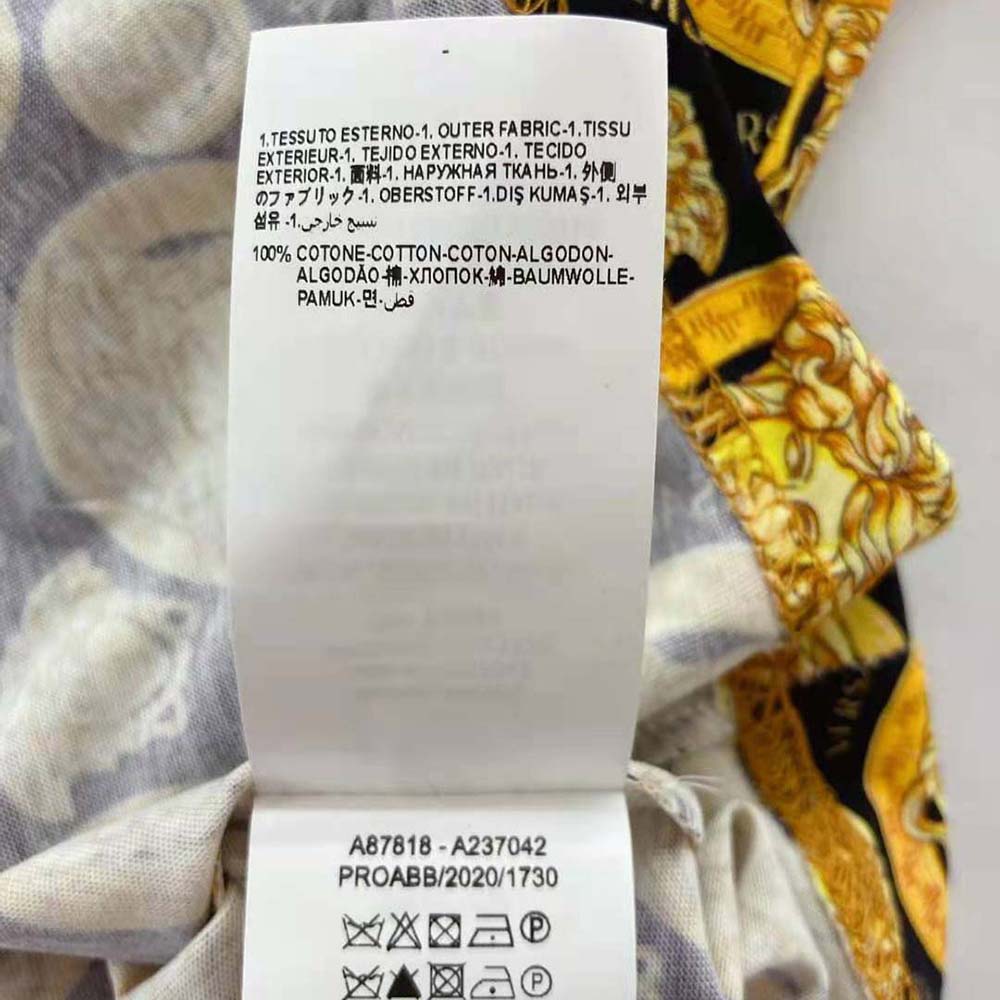 1.TESSUTO ESTERNO-1. OUTER FABRIC-1.TISSU
EXTERIEUR-1. TEJIDO EXTERNO-1. TECIDO
EXTERIOR-1. 面料-1. НАРУЖНАЯ ТКАНЬ-1. 外側
のファブリック-1. OBERSTOFF-1.DIŞ KUMAŞ-1. 외부
섬유 -1.نسيج خارجي
100% COTONE-COTTON-COTON-ALGODON-
ALGODÃO-棉-ХЛОПОК-綿-BAUMWOLLE-
PAMUK-면-قطن
A87818 - A237042
PROABB/2020/1730
P
P